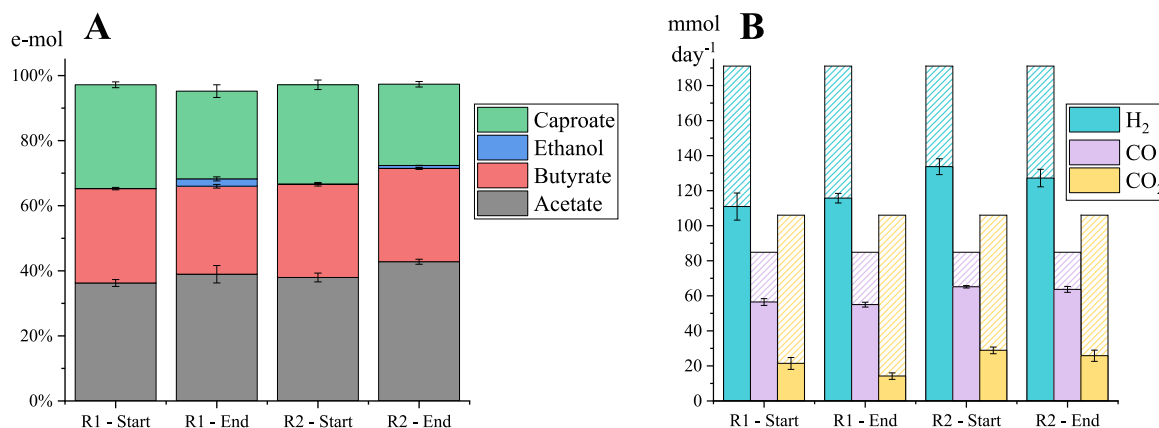 A
e-mol
100%
80%
60%
40%
20%
0%
R1 - Start
R1 - End
R2 - Start
R2 - End
Caproate
Ethanol
Butyrate
Acetate
B
mmol
day⁻¹
180
160
140
120
100
80
60
40
20
0
R1 - Start
R1 - End
R2 - Start
R2 - End
H₂
CO
CO₂